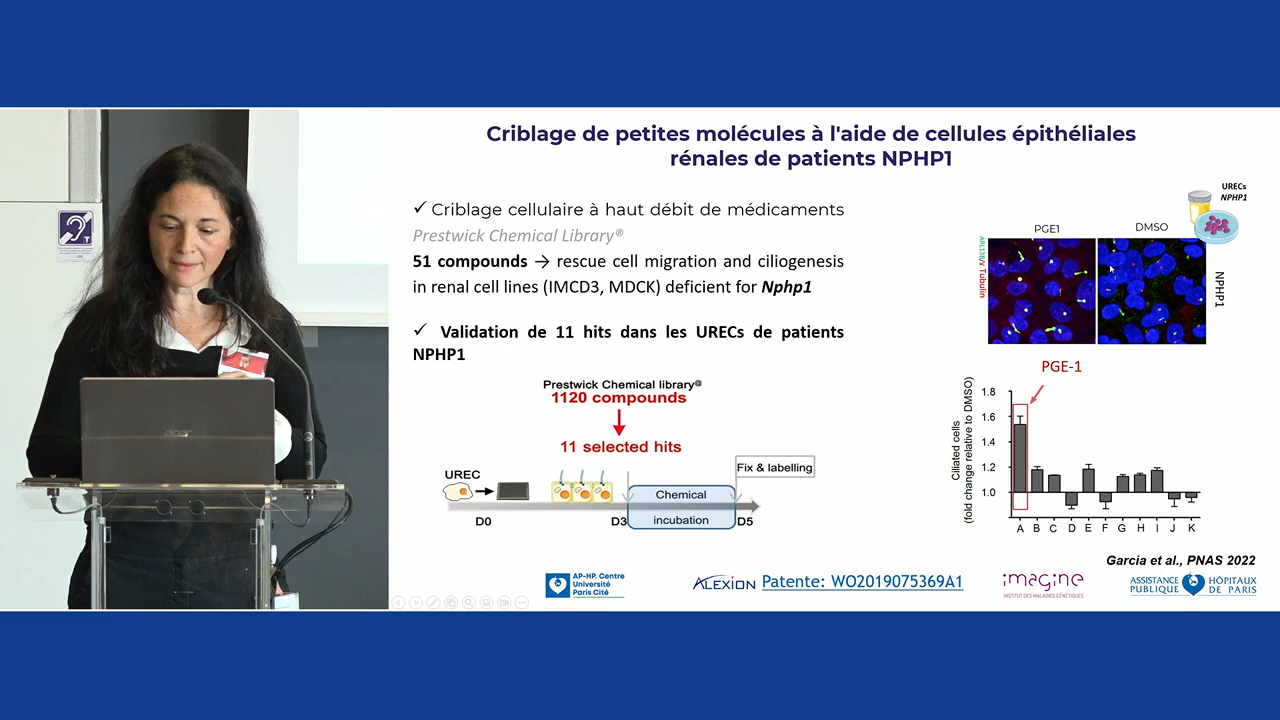 Criblage de petites molécules à l'aide de cellules épithéliales
rénales de patients NPHP1
✓ Criblage cellulaire à haut débit de médicaments
Prestwick Chemical Library®
51 compounds → rescue cell migration and ciliogenesis
in renal cell lines (IMCD3, MDCK) deficient for Nphp1
✓ Validation de 11 hits dans les URECs de patients
NPHP1
Prestwick Chemical library@
1120 compounds
11 selected hits
UREC
Fix & labelling
Chemical
incubation
D0
D3
D5
URECs
NPHP1
PGE1
DMSO
NPHP1
PGE-1
Ciliated cells
(fold change relative to DMSO)
1.8
1.6
1.4
1.2
1.0
A B C D E F G H I J K
Garcia et al., PNAS 2022
AP-HP. Centre
Université
Paris Cité
ALEXION
Patente: WO2019075369A1
imagine
INSTITUT DES MALADIES GÉNÉTIQUES
ASSISTANCE
PUBLIQUE
HÔPITAUX
DE PARIS
acer